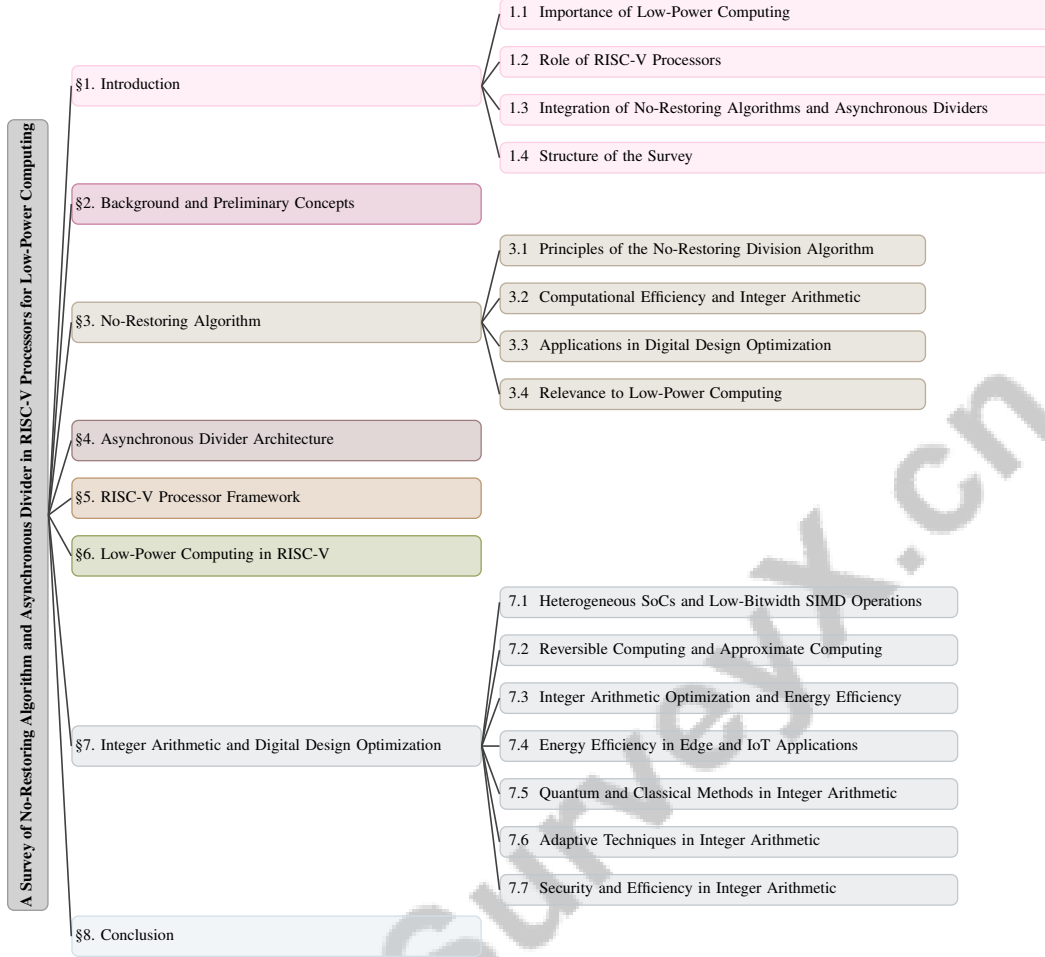 A Survey of No-Restoring Algorithm and Asynchronous Divider in RISC-V Processors for Low-Power Computing
§1. Introduction
1.1 Importance of Low-Power Computing
1.2 Role of RISC-V Processors
1.3 Integration of No-Restoring Algorithms and Asynchronous Dividers
1.4 Structure of the Survey
§2. Background and Preliminary Concepts
§3. No-Restoring Algorithm
3.1 Principles of the No-Restoring Division Algorithm
3.2 Computational Efficiency and Integer Arithmetic
3.3 Applications in Digital Design Optimization
3.4 Relevance to Low-Power Computing
§4. Asynchronous Divider Architecture
§5. RISC-V Processor Framework
§6. Low-Power Computing in RISC-V
§7. Integer Arithmetic and Digital Design Optimization
7.1 Heterogeneous SoCs and Low-Bitwidth SIMD Operations
7.2 Reversible Computing and Approximate Computing
7.3 Integer Arithmetic Optimization and Energy Efficiency
7.4 Energy Efficiency in Edge and IoT Applications
7.5 Quantum and Classical Methods in Integer Arithmetic
7.6 Adaptive Techniques in Integer Arithmetic
7.7 Security and Efficiency in Integer Arithmetic
§8. Conclusion
SurveyX.cn